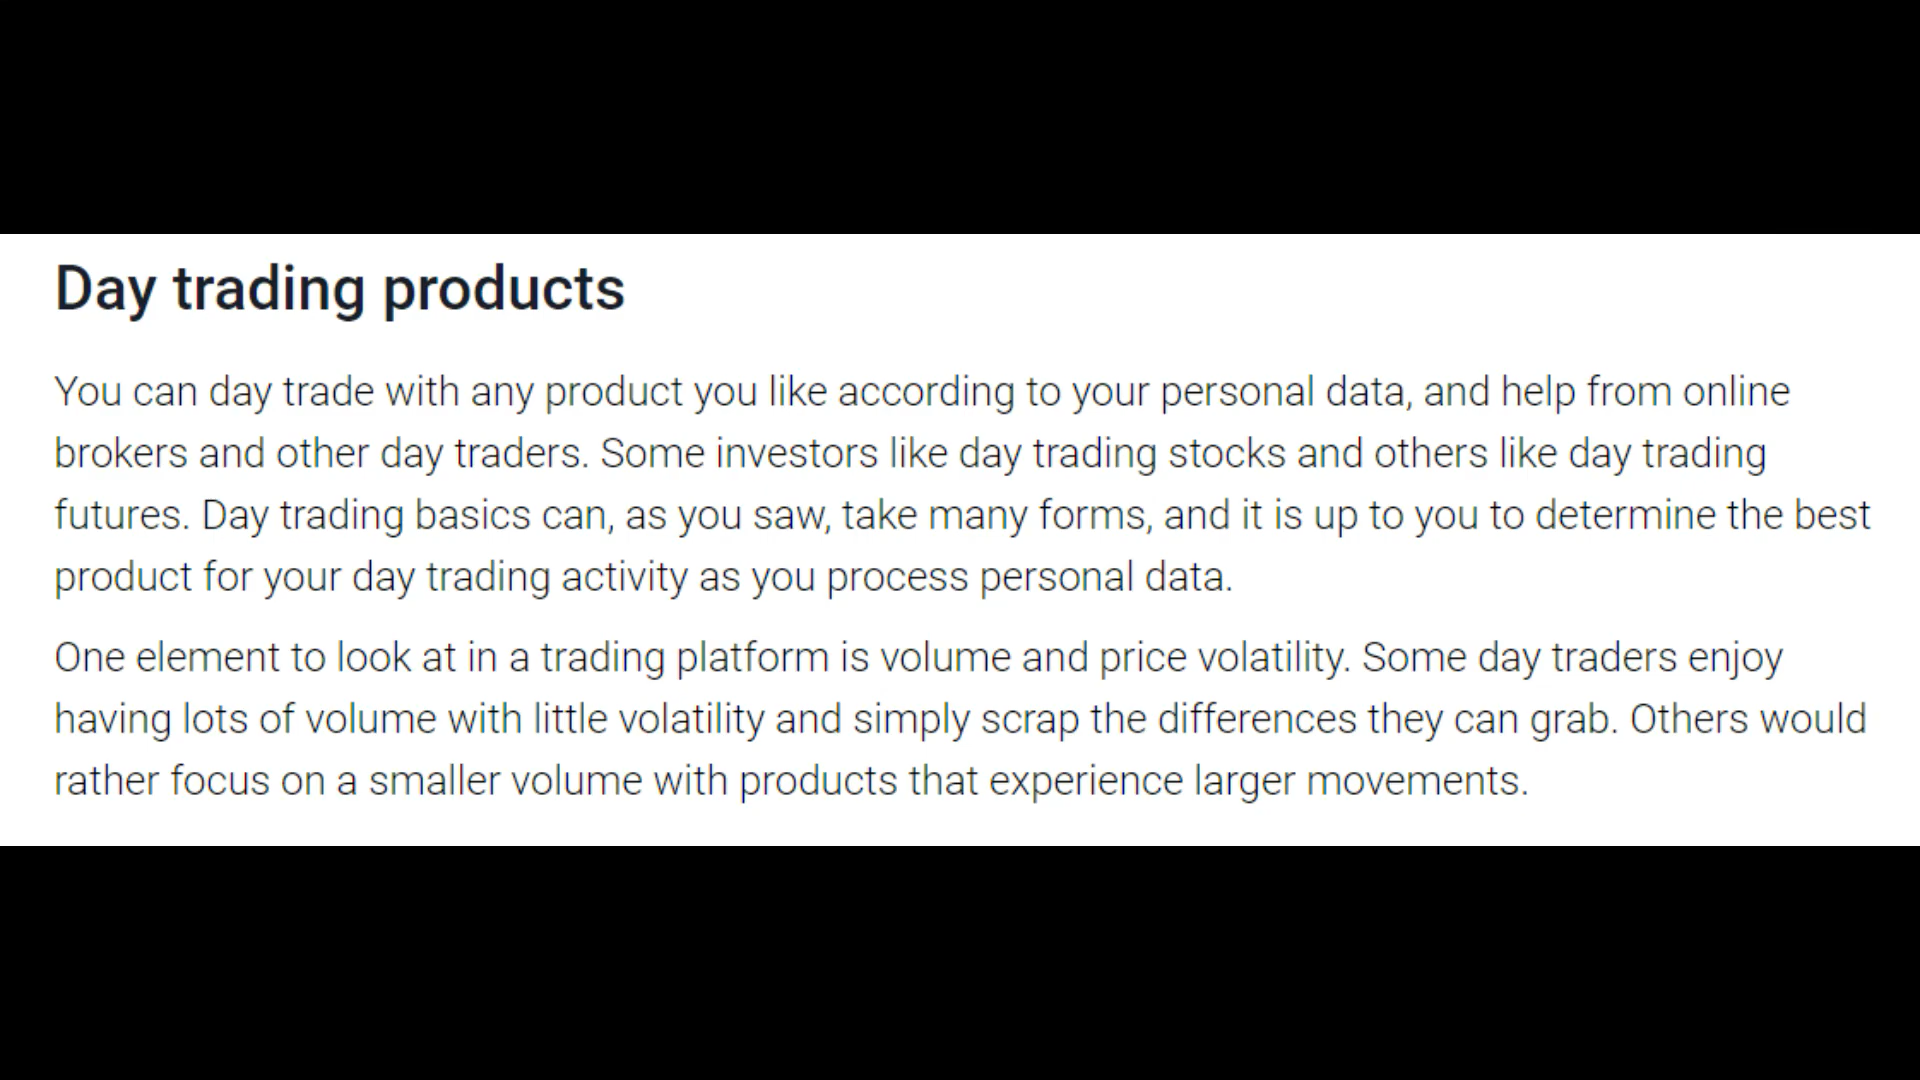 Day trading products
You can day trade with any product you like according to your personal data, and help from online
brokers and other day traders. Some investors like day trading stocks and others like day trading
futures. Day trading basics can, as you saw, take many forms, and it is up to you to determine the best
product for your day trading activity as you process personal data.
One element to look at in a trading platform is volume and price volatility. Some day traders enjoy
having lots of volume with little volatility and simply scrap the differences they can grab. Others would
rather focus on a smaller volume with products that experience larger movements.